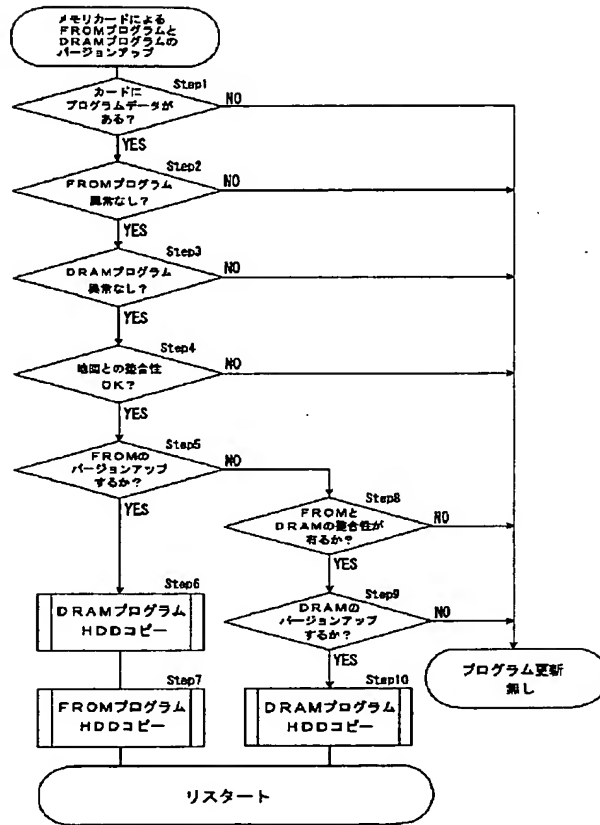 メモリカードによる
FROMプログラムと
DRAMプログラムの
バージョンアップ
Step1
カードに
プログラムデータが
ある?
NO
YES
Step2
FROMプログラム
異常なし?
NO
YES
Step3
DRAMプログラム
異常なし?
NO
YES
Step4
地図との整合性
OK?
NO
YES
Step5
FROMの
バージョンアップ
するか?
NO
YES
Step8
FROMと
DRAMの整合性が
有るか?
NO
YES
Step6
DRAMプログラム
HDDコピー
Step9
DRAMの
バージョンアップ
するか?
NO
YES
プログラム更新
無し
Step7
FROMプログラム
HDDコピー
Step10
DRAMプログラム
HDDコピー
リスタート